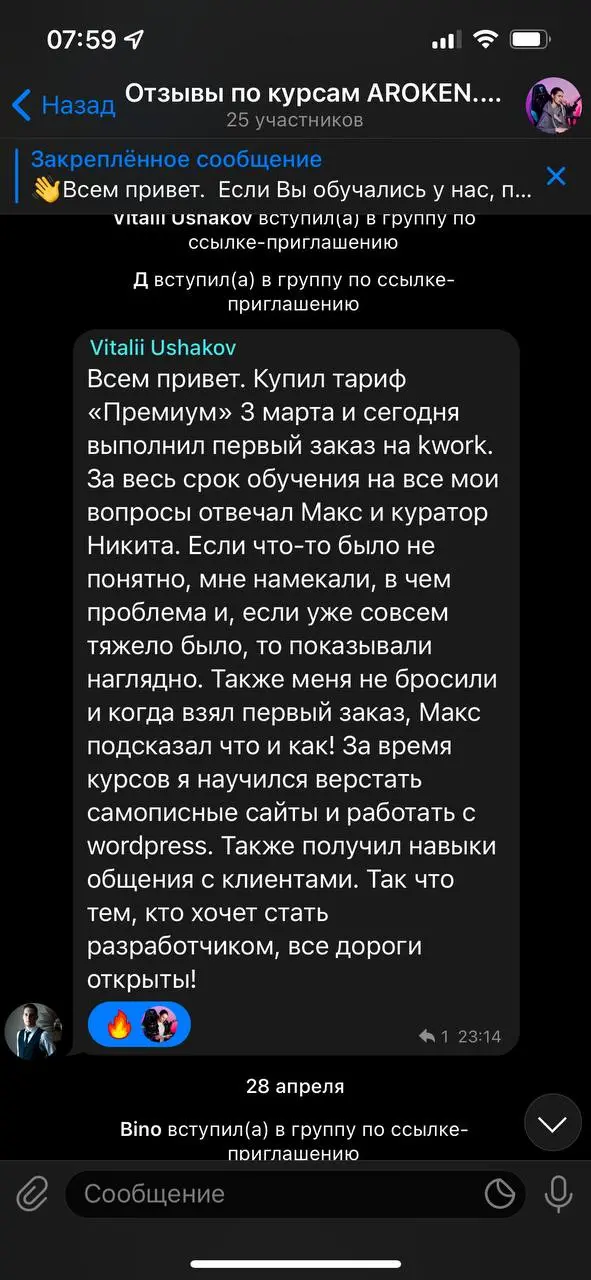 07:59
Назад
Отзывы по курсам AROKEN....
25 участников
Закреплённое сообщение
👋Всем привет. Если Вы обучались у нас, п...
Vitalii Ushakov вступил(а) в группу по
ссылке-приглашению
Д вступил(а) в группу по ссылке-
приглашению
Vitalii Ushakov
Всем привет. Купил тариф
«Премиум» 3 марта и сегодня
выполнил первый заказ на kwork.
За весь срок обучения на все мои
вопросы отвечал Макс и куратор
Никита. Если что-то было не
понятно, мне намекали, в чем
проблема и, если уже совсем
тяжело было, то показывали
наглядно. Также меня не бросили
и когда взял первый заказ, Макс
подсказал что и как! За время
курсов я научился верстать
самописные сайты и работать с
wordpress. Также получил навыки
общения с клиентами. Так что
тем, кто хочет стать
разработчиком, все дороги
открыты!
1 23:14
28 апреля
Bino вступил(а) в группу по ссылке-
приглашению
Сообщение